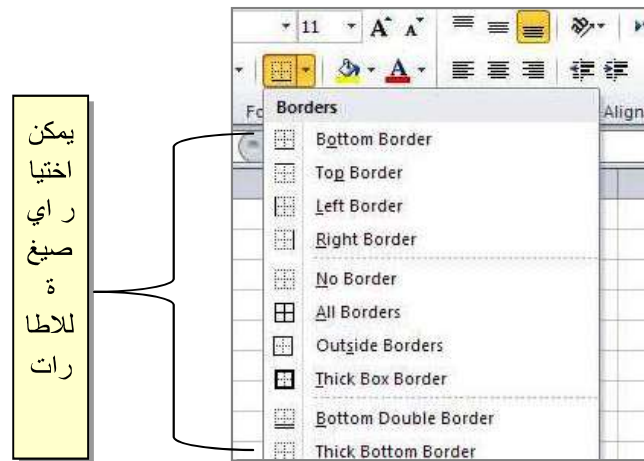 11 A A
A
Fo
Align
Borders
Bottom Border
Top Border
Left Border
Right Border
No Border
All Borders
Outside Borders
Thick Box Border
Bottom Double Border
Thick Bottom Border
يمكن
اختيا
ر اي
صيغ
ة
للاطا
رات